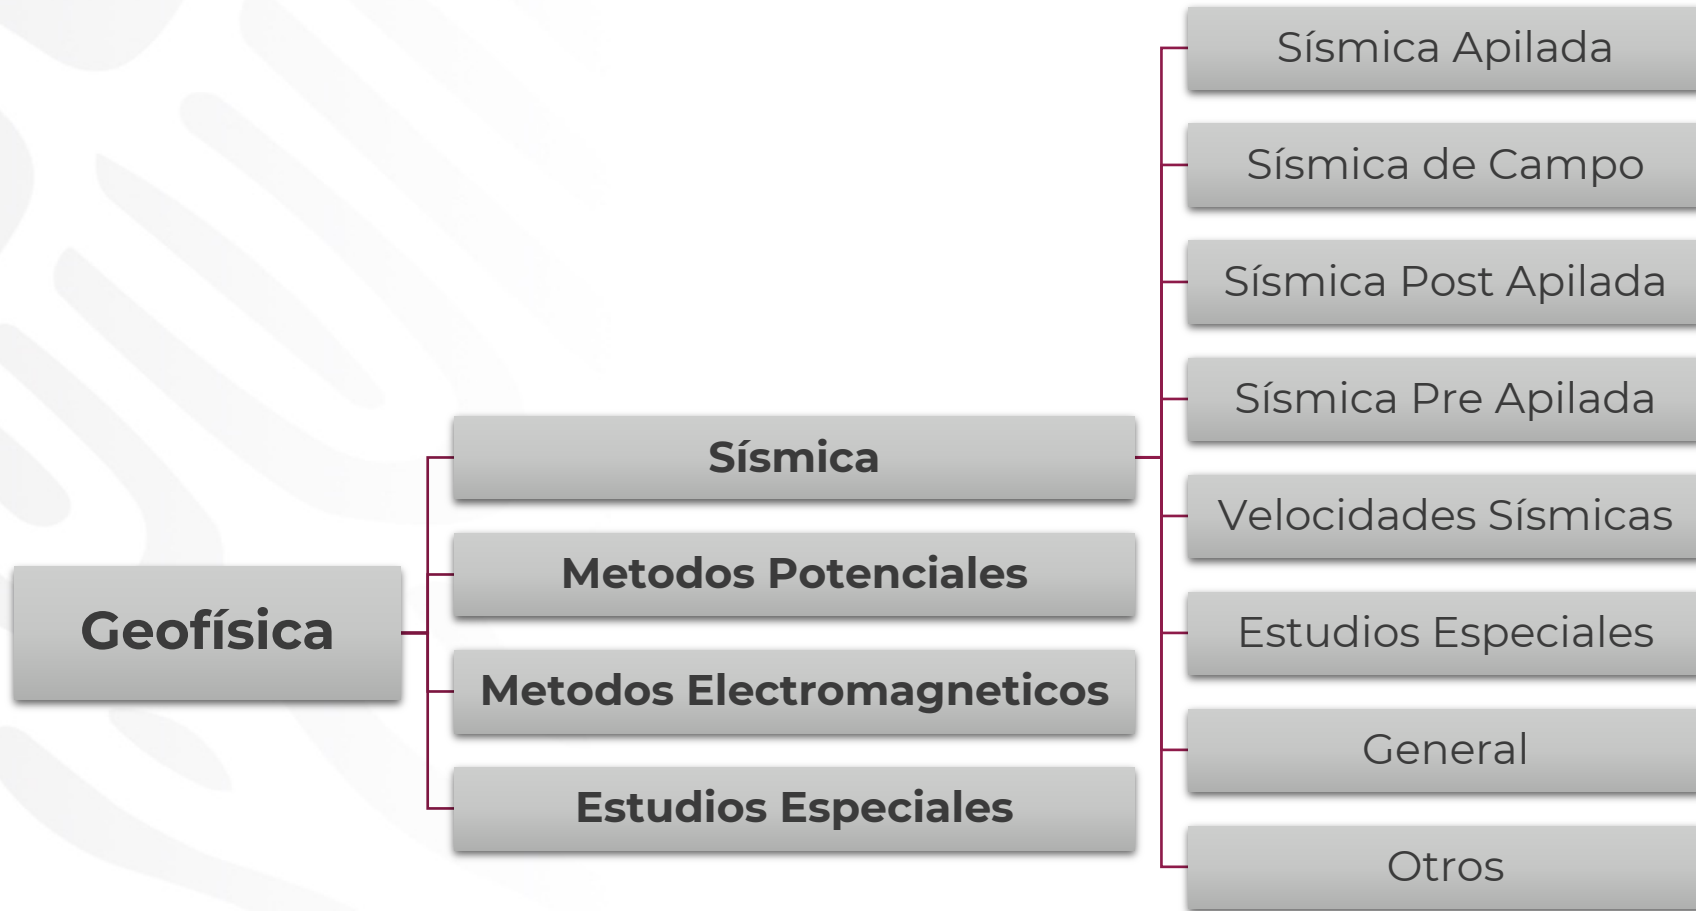 Geofísica
Sísmica
Metodos Potenciales
Metodos Electromagneticos
Estudios Especiales
Sísmica Apilada
Sísmica de Campo
Sísmica Post Apilada
Sísmica Pre Apilada
Velocidades Sísmicas
Estudios Especiales
General
Otros